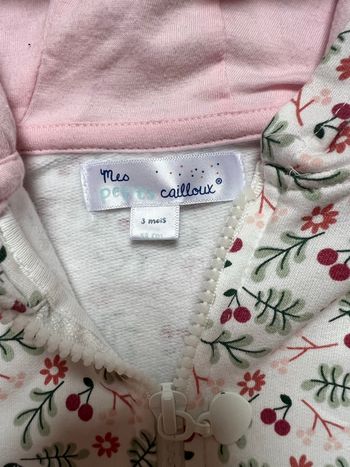 Mes
petits cailloux®
3 mois